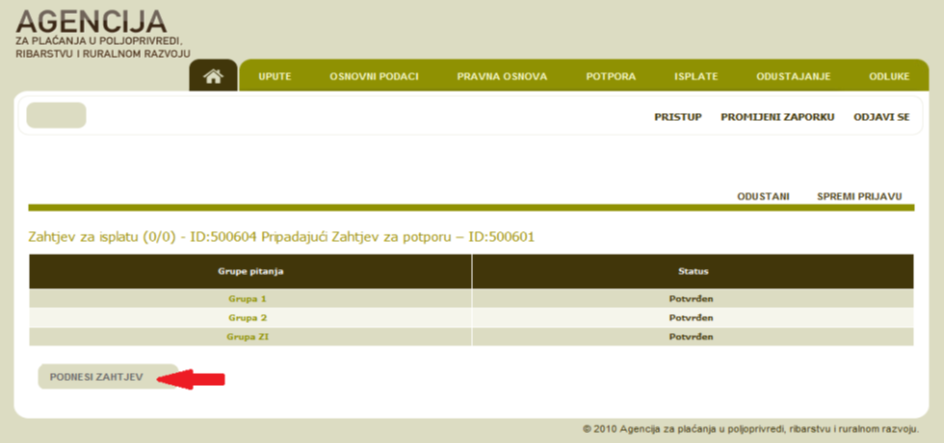 AGENCIJA
ZA PLAĆANJA U POLJOPRIVREDI,
RIBARSTVU I RURALNOM RAZVOJU
UPUTE OSNOVNI PODACI PRAVNA OSNOVA POTPORA ISPLATE ODUSTAJANJE ODLUKE
PRISTUP PROMIJENI ZAPORKU ODJAVI SE
ODUSTANI SPREMI PRIJAVU
Zahtjev za isplatu (0/0) - ID:500604 Pripadajući Zahtjev za potporu – ID:500601
Grupe pitanja Status
Grupa 1 Potvrđen
Grupa 2 Potvrđen
Grupa ZI Potvrđen
PODNESI ZAHTJEV
© 2010 Agencija za plaćanja u poljoprivredi, ribarstvu i ruralnom razvoju.